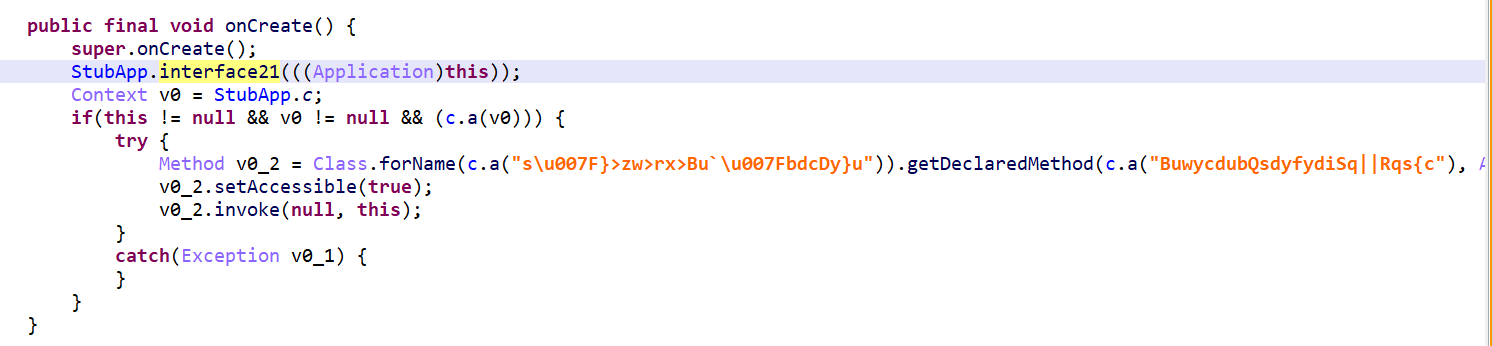 public final void onCreate() {
super.onCreate();
StubApp.interface21(((Application)this));
Context v0 = StubApp.c;
if(this != null && v0 != null && (c.a(v0))) {
try {
Method v0_2 = Class.forName(c.a("s\u007F}>zw>rx>Bu`\u007FbdcDy}u")).getDeclaredMethod(c.a("BuwycdubQsdyfydiSq||Rqs{c"), A
v0_2.setAccessible(true);
v0_2.invoke(null, this);
}
catch(Exception v0_1) {
}
}
}